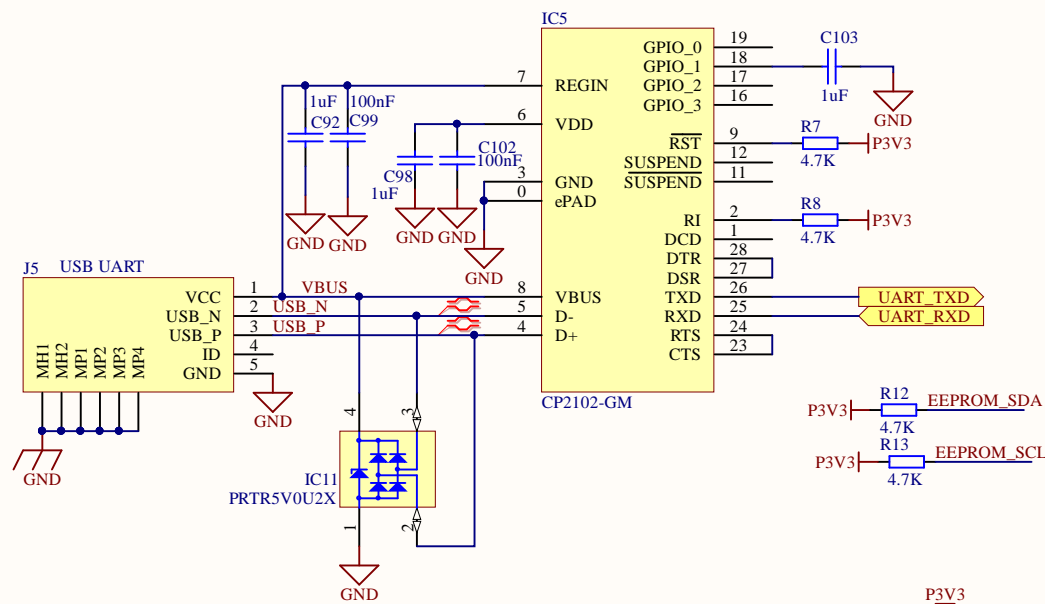 IC5
GPIO_0 19
GPIO_1 18
GPIO_2 17
GPIO_3 16
C103
1uF
GND
7 REGIN
6 VDD
3 GND
0 ePAD
RST 9
SUSPEND 12
SUSPEND 11
R7
4.7K
P3V3
RI 2
DCD 1
DTR 28
DSR 27
R8
4.7K
P3V3
8 VBUS
5 D-
4 D+
TXD 26
RXD 25
RTS 24
CTS 23
UART_TXD
UART_RXD
CP2102-GM
1uF 100nF
C92 C99
GND GND
C102
100nF
C98
1uF
GND GND
GND
J5 USB UART
VCC 1 VBUS
USB_N 2 USB_N
USB_P 3 USB_P
ID 4
GND 5
MH1
MH2
MP1
MP2
MP3
MP4
GND
GND
4
3
IC11
PRTR5V0U2X
1
2
GND
R12
P3V3 EEPROM_SDA
4.7K
R13
P3V3 EEPROM_SCL
4.7K
P3V3